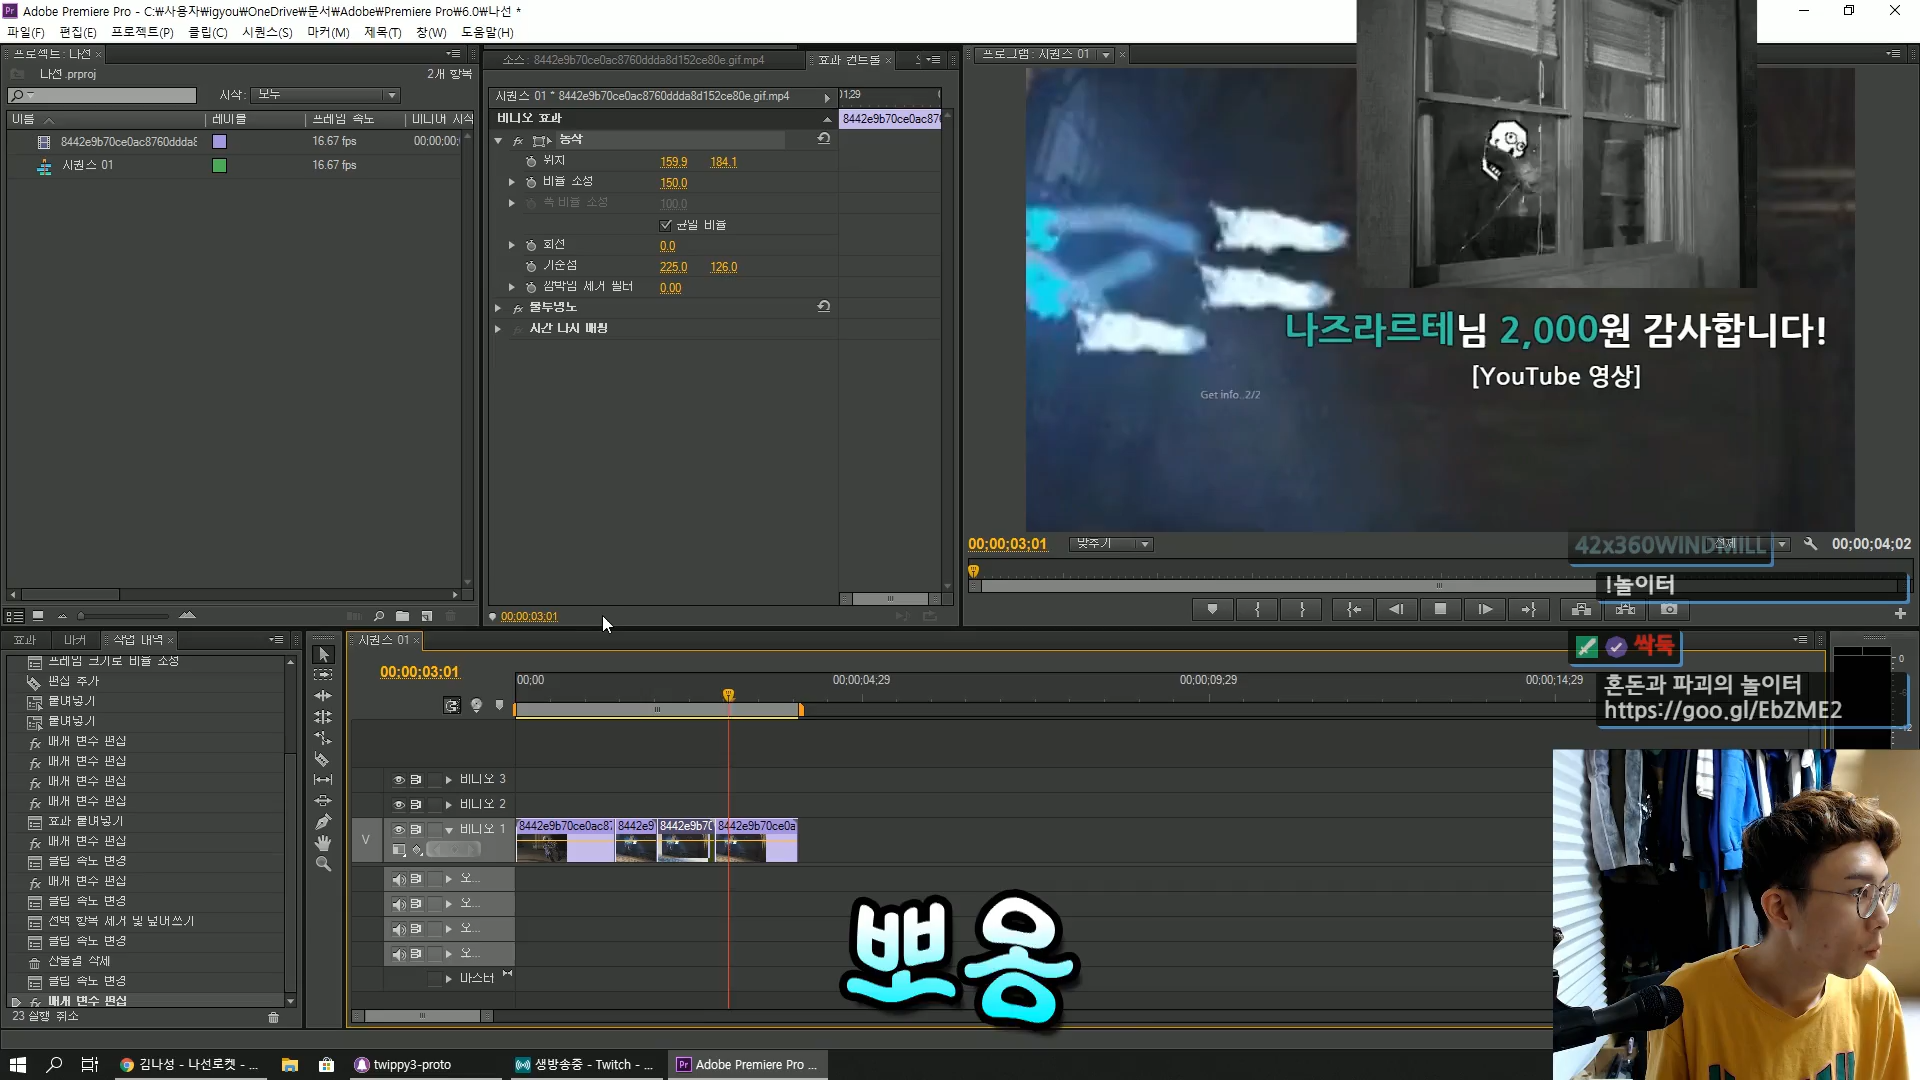 Adobe Premiere Pro - C:₩사용자₩igyou₩OneDrive₩문서₩Adobe₩Premiere Pro₩6.0₩나선 *
파일(F) 편집(E) 프로젝트(P) 클립(C) 시퀀스(S) 마커(M) 제목(T) 창(W) 도움말(H)
프로젝트: 나선
나선.prproj
2개 항목
시작: 모두
이름 레이블 프레임 속도 미디어 시작
8442e9b70ce0ac8760ddda8 16.67 fps 00;00;00;
시퀀스 01 16.67 fps
소스: 8442e9b70ce0ac8760ddda8d152ce80e.gif.mp4
효과 컨트롤
시퀀스 01 * 8442e9b70ce0ac8760ddda8d152ce80e.gif.mp4
비디오 효과
8442e9b70ce0ac8760
동작
위치 159.9 184.1
비율 조정 150.0
폭 비율 조정 100.0
균일 비율
회전 0.0
기준점 225.0 126.0
깜박임 제거 필터 0.00
불투명도
시간 다시 매핑
00;00;03;01
프로그램: 시퀀스 01
나즈라르테님 2,000원 감사합니다!
[YouTube 영상]
Get info..2/2
00;00;03;01
맞추기
00;00;04;02
42x360WINDMILL
!놀이터
싹둑
혼돈과 파괴의 놀이터
https://goo.gl/EbZME2
효과 마커 작업 내역
프레임 크기로 비율 조정
편집 추가
붙여넣기
붙여넣기
매개 변수 편집
매개 변수 편집
매개 변수 편집
매개 변수 편집
효과 붙여넣기
매개 변수 편집
클립 속도 변경
매개 변수 편집
클립 속도 변경
선택 항목 제거 및 덮어쓰기
클립 속도 변경
잔물결 삭제
클립 속도 변경
매개 변수 편집
23 실행 취소
시퀀스 01
00;00;03;01
00;00 00;00;04;29 00;00;09;29 00;00;14;29
비디오 3
비디오 2
V
비디오 1
8442e9b70ce0ac87 8442e9 8442e9b70 8442e9b70ce0a
오...
오...
오...
오...
마스터
뽀옹
김나성 - 나선로켓 - ...
twippy3-proto
생방송중 - Twitch - ...
Adobe Premiere Pro ...